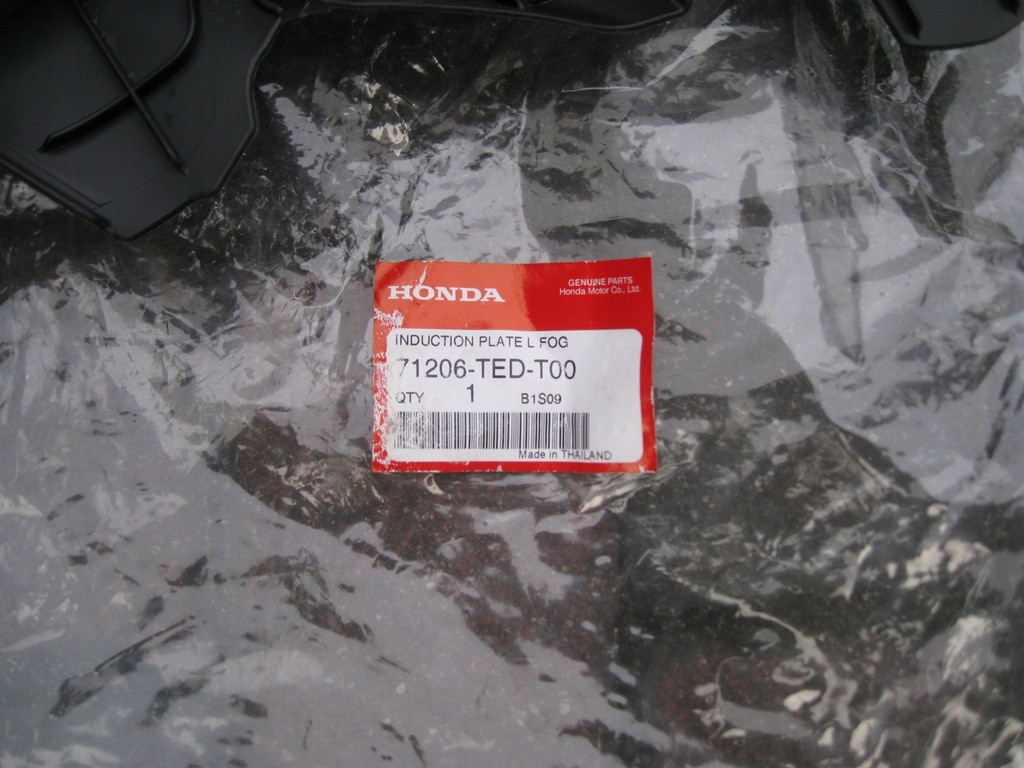 HONDA
GENUINE PARTS
Honda Motor Co., Ltd.
INDUCTION PLATE L FOG
71206-TED-T00
QTY 1 B1S09
Made in THAILAND